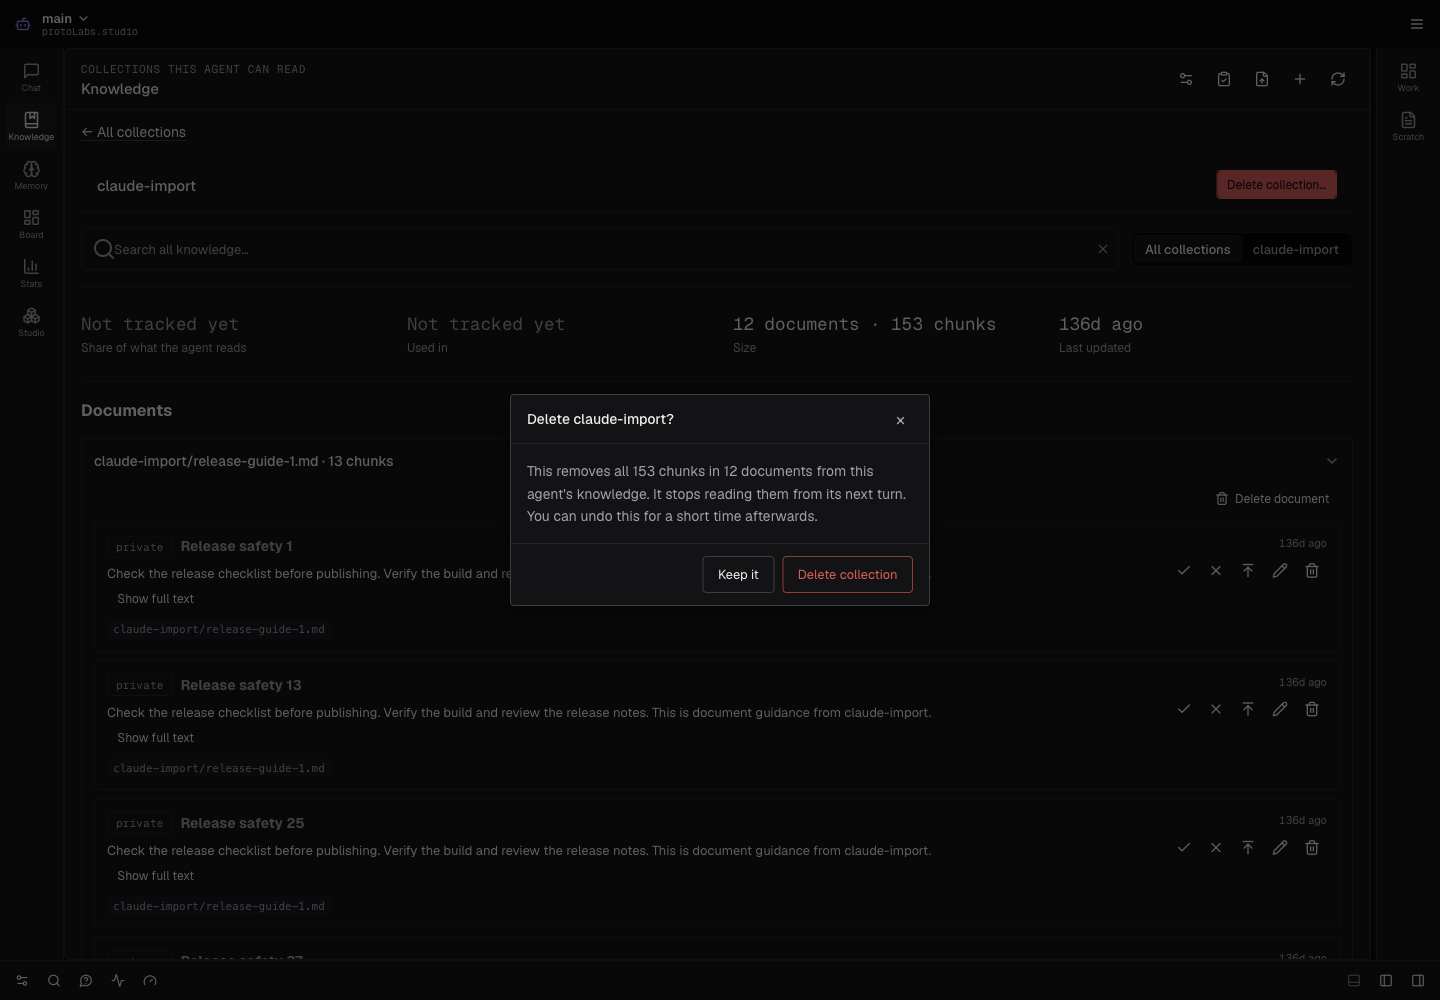 main
protoLabs.studio
Chat
Knowledge
Memory
Board
Stats
Studio
Work
Scratch
COLLECTIONS THIS AGENT CAN READ
Knowledge
← All collections
claude-import
Delete collection…
Search all knowledge…
All collections
claude-import
Not tracked yet
Share of what the agent reads
Not tracked yet
Used in
12 documents · 153 chunks
Size
136d ago
Last updated
Documents
claude-import/release-guide-1.md · 13 chunks
Delete document
Delete claude-import?
This removes all 153 chunks in 12 documents from this
agent's knowledge. It stops reading them from its next turn.
You can undo this for a short time afterwards.
Keep it
Delete collection
private
Release safety 1
136d ago
Check the release checklist before publishing. Verify the build and re
Show full text
claude-import/release-guide-1.md
private
Release safety 13
136d ago
Check the release checklist before publishing. Verify the build and review the release notes. This is document guidance from claude-import.
Show full text
claude-import/release-guide-1.md
private
Release safety 25
136d ago
Check the release checklist before publishing. Verify the build and review the release notes. This is document guidance from claude-import.
Show full text
claude-import/release-guide-1.md
private
Release safety 37
136d ago